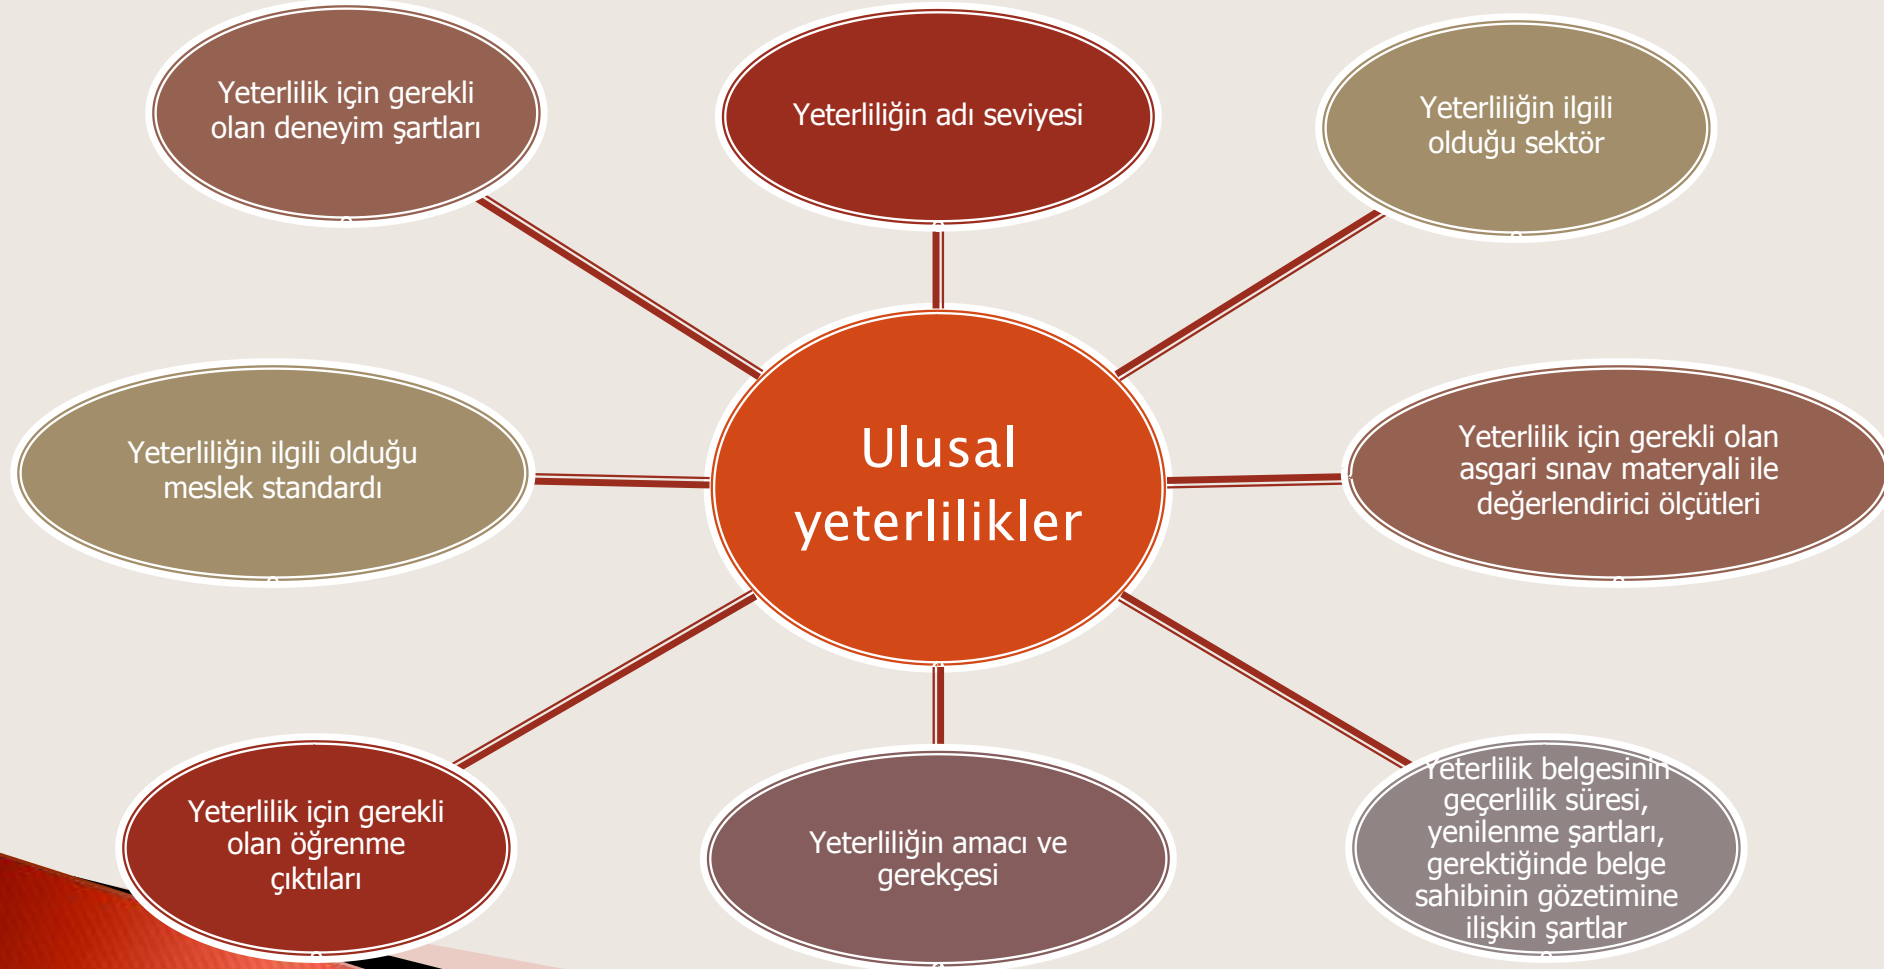 Yeterlilik için gerekli
olan deneyim şartları
Yeterliliğin adı seviyesi
Yeterliliğin ilgili
olduğu sektör
Yeterliliğin ilgili olduğu
meslek standardı
Ulusal
yeterlilikler
Yeterlilik için gerekli olan
asgari sınav materyali ile
değerlendirici ölçütleri
Yeterlilik için gerekli
olan öğrenme
çıktıları
Yeterliliğin amacı ve
gerekçesi
Yeterlilik belgesinin
geçerlilik süresi,
yenilenme şartları,
gerektiğinde belge
sahibinin gözetimine
ilişkin şartlar